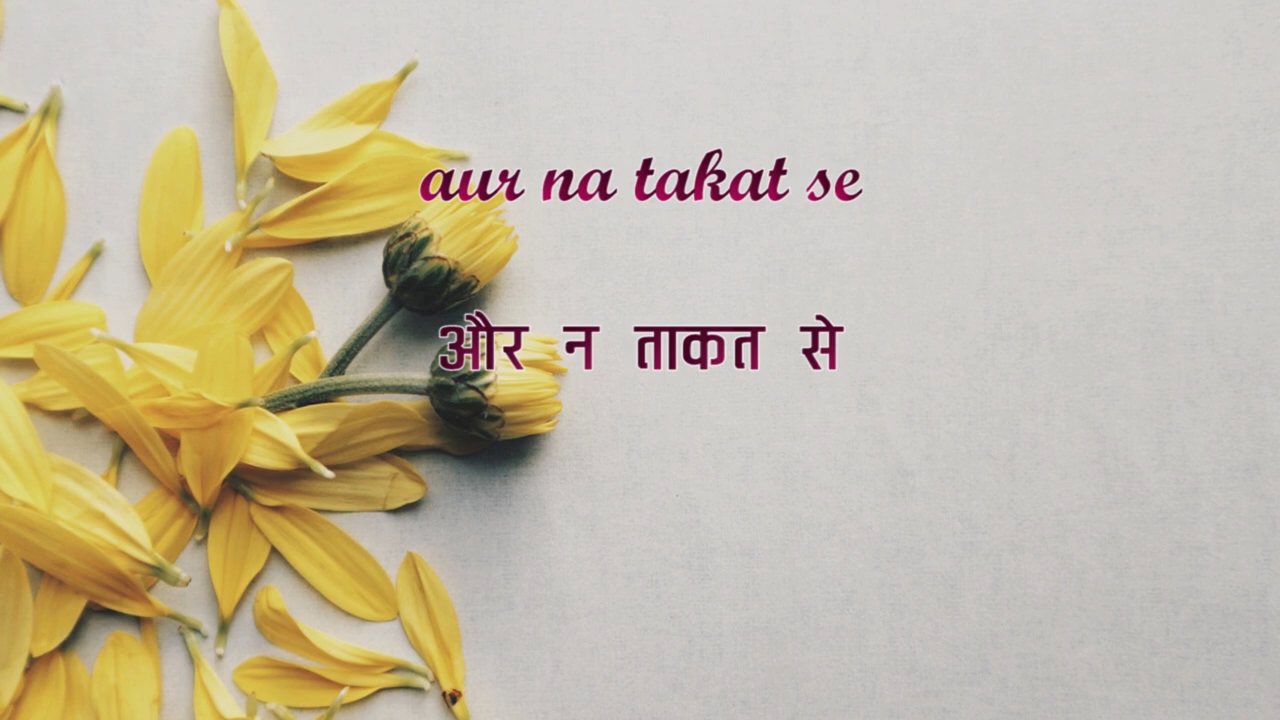 aur na takat se
और न ताकत से